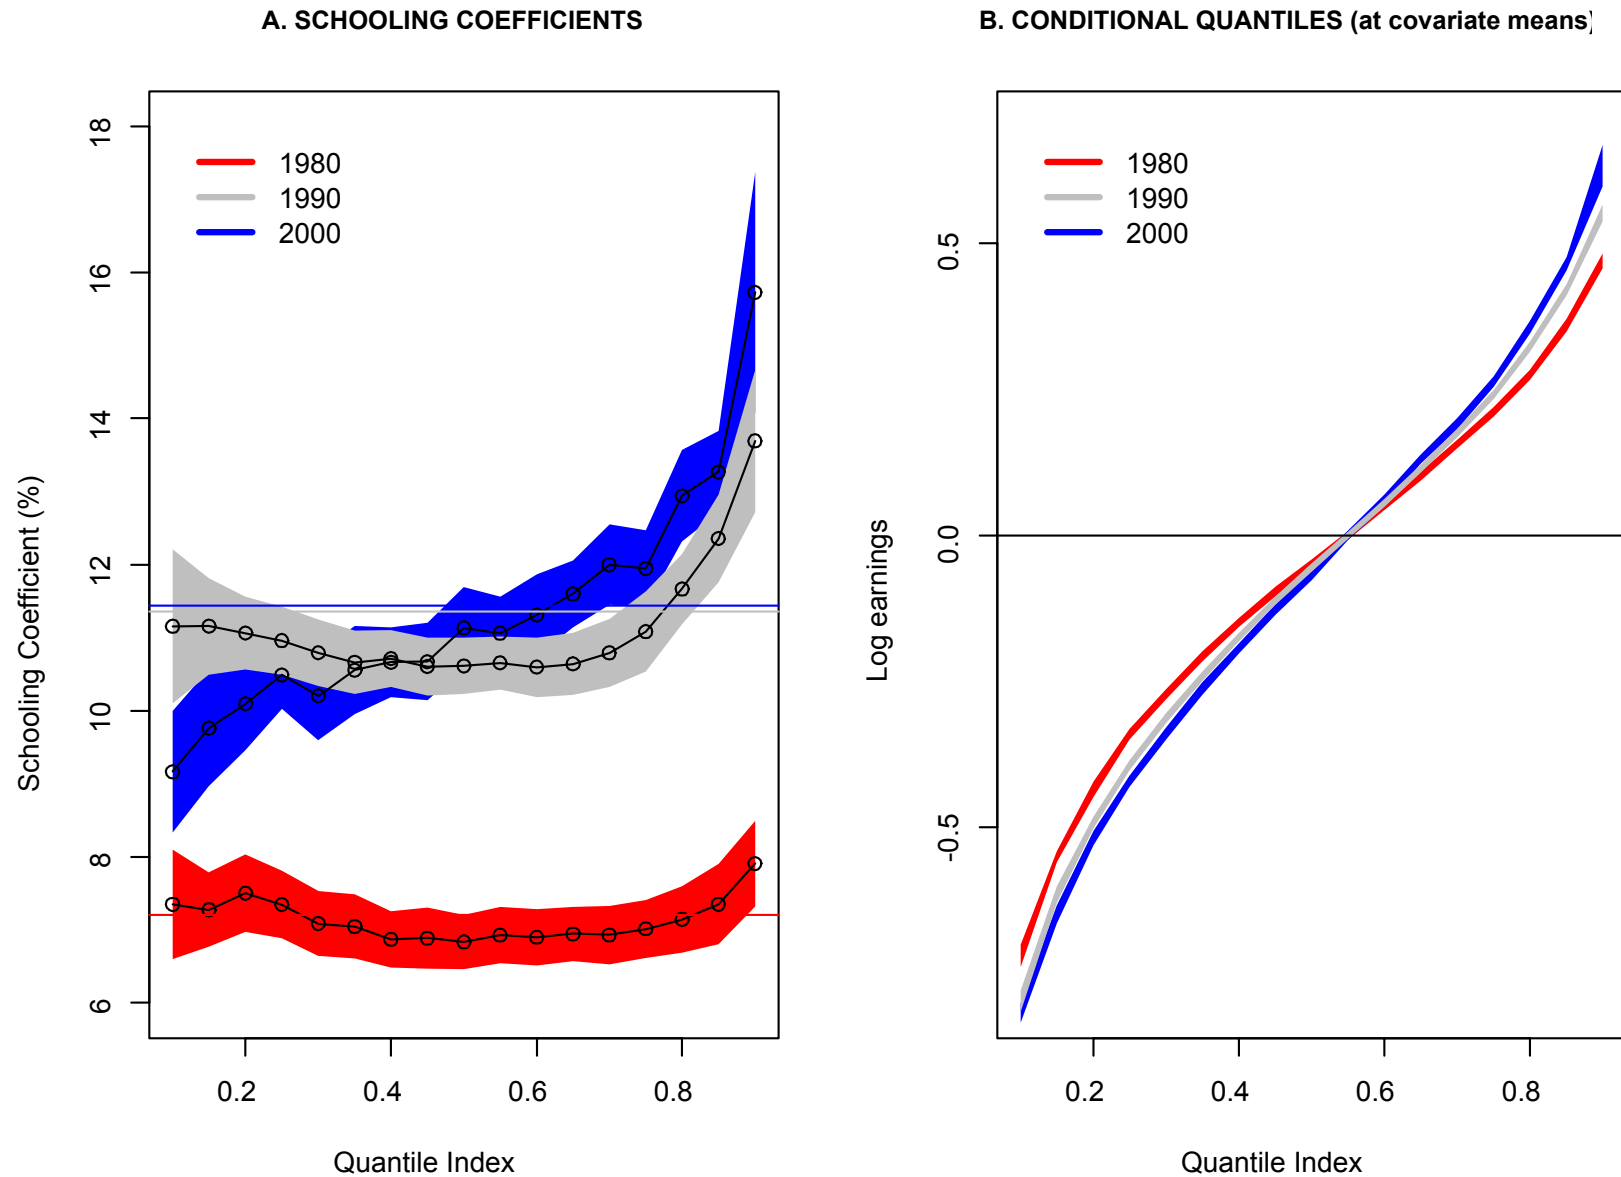 A. SCHOOLING COEFFICIENTS
18
16
14
12
10
8
6
Schooling Coefficient (%)
1980
1990
2000
0.2 0.4 0.6 0.8
Quantile Index
B. CONDITIONAL QUANTILES (at covariate means)
0.5
0.0
-0.5
Log earnings
1980
1990
2000
0.2 0.4 0.6 0.8
Quantile Index